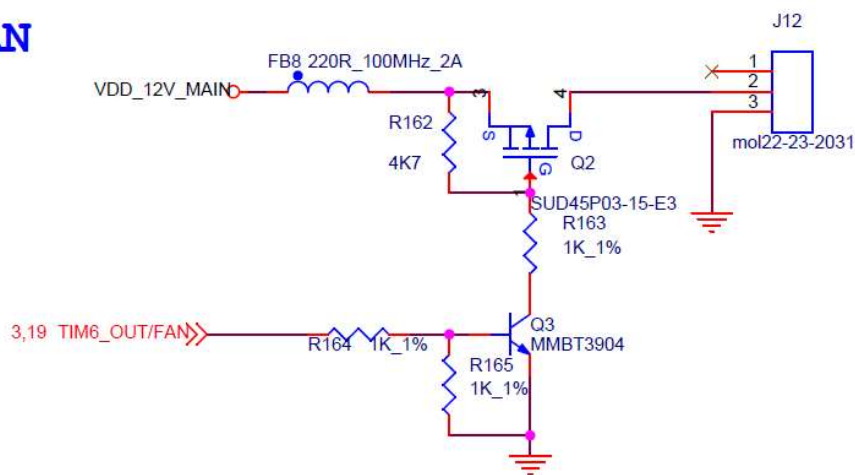 AN
J12
FB8 220R_100MHz_2A
VDD_12V_MAIN
3
4
1
2
3
R162
4K7
S
D
G
Q2
mol22-23-2031
1
SUD45P03-15-E3
R163
1K_1%
3,19 TIM6_OUT/FAN
R164 1K_1%
Q3
MMBT3904
R165
1K_1%